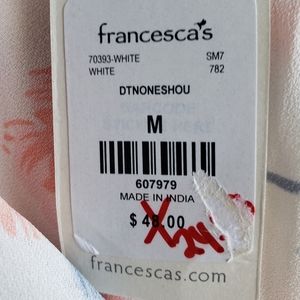 francesca's
70393-WHITE SM7
WHITE 782
DTNONESHOU
M
607979
MADE IN INDIA
$ 48.00
francescas.com